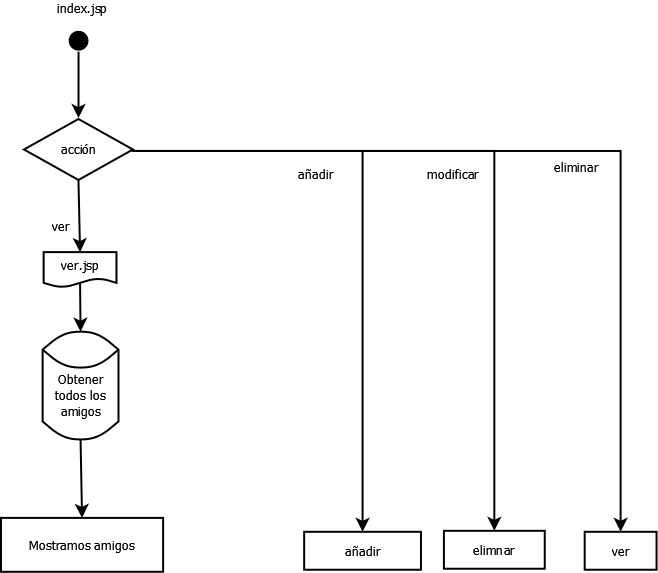 index.jsp
acción
añadir
modificar
eliminar
ver
ver.jsp
Obtener
todos los
amigos
Mostramos amigos
añadir
elimnar
ver